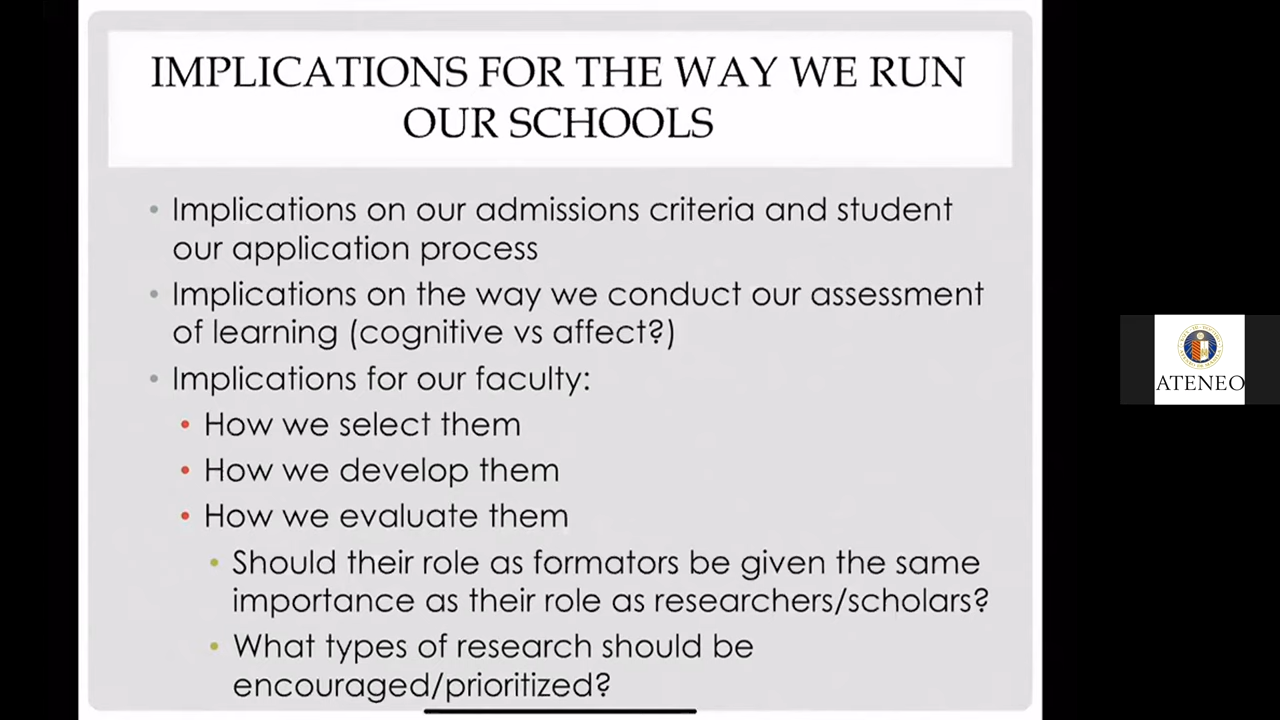 IMPLICATIONS FOR THE WAY WE RUN
OUR SCHOOLS
• Implications on our admissions criteria and student
our application process
• Implications on the way we conduct our assessment
of learning (cognitive vs affect?)
• Implications for our faculty:
• How we select them
• How we develop them
• How we evaluate them
• Should their role as formators be given the same
importance as their role as researchers/scholars?
• What types of research should be
encouraged/prioritized?
ATENEO